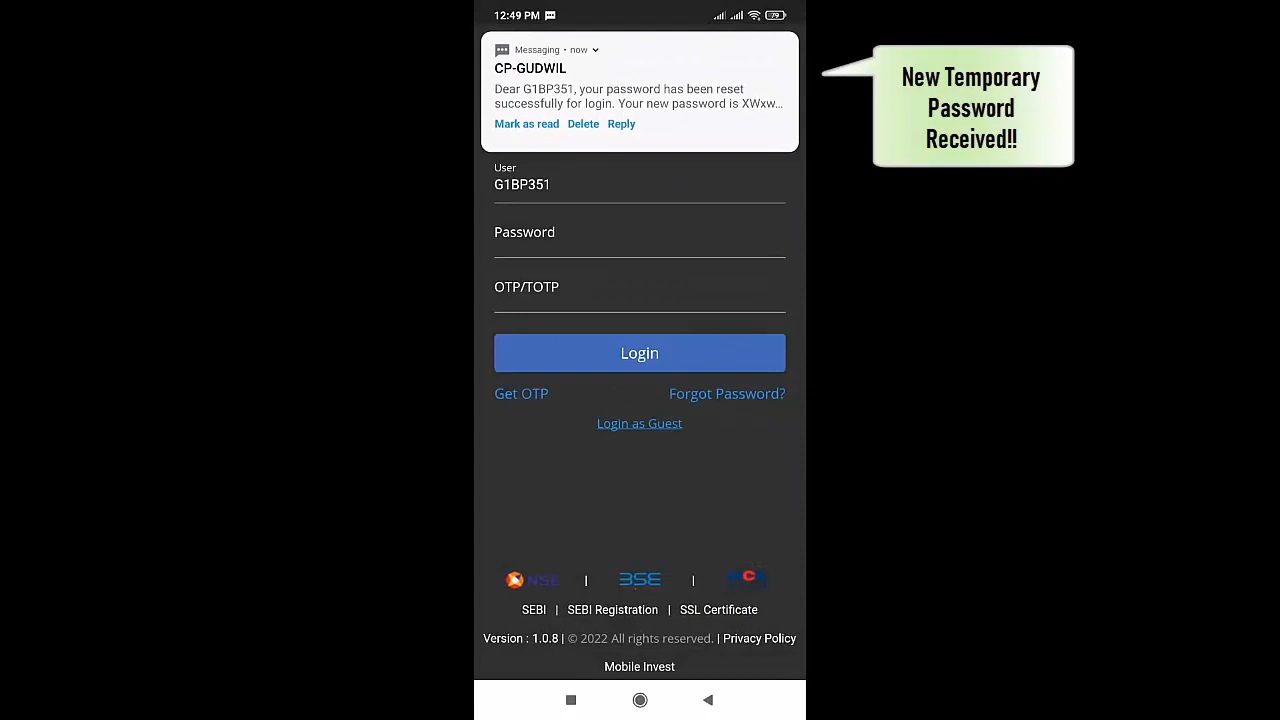 12:49 PM
79
Messaging • now
CP-GUDWIL
Dear G1BP351, your password has been reset
successfully for login. Your new password is XWxw...
Mark as read Delete Reply
New Temporary
Password
Received!!
User
G1BP351
Password
OTP/TOTP
Login
Get OTP Forgot Password?
Login as Guest
NSE | BSE | MCX
SEBI | SEBI Registration | SSL Certificate
Version : 1.0.8 | © 2022 All rights reserved. | Privacy Policy
Mobile Invest